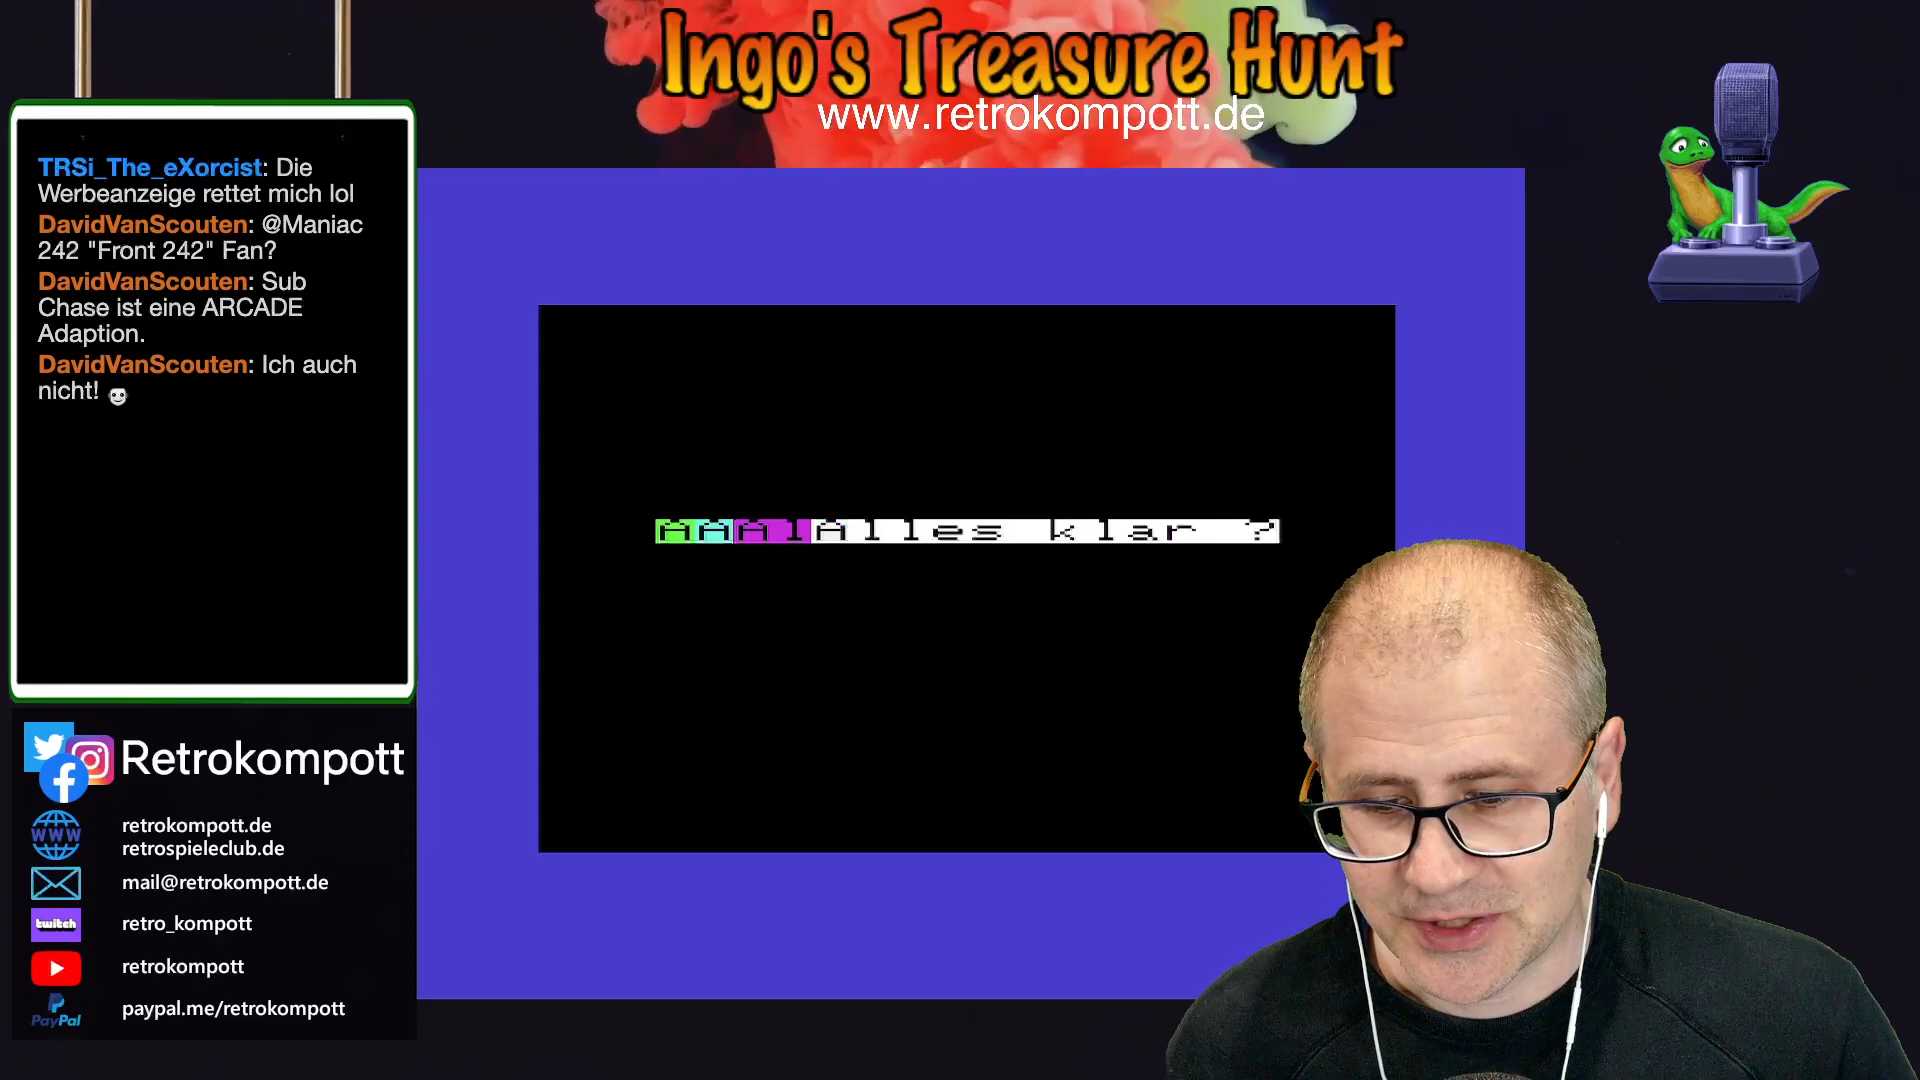 Ingo's Treasure Hunt
www.retrokompott.de
TRSi_The_eXorcist: Die
Werbeanzeige rettet mich lol
DavidVanScouten: @Maniac
242 "Front 242" Fan?
DavidVanScouten: Sub
Chase ist eine ARCADE
Adaption.
DavidVanScouten: Ich auch
nicht!
AAAlAlles klar ?
Retrokompott
www
retrokompott.de
retrospieleclub.de
mail@retrokompott.de
twitch
retro_kompott
retrokompott
PayPal
paypal.me/retrokompott